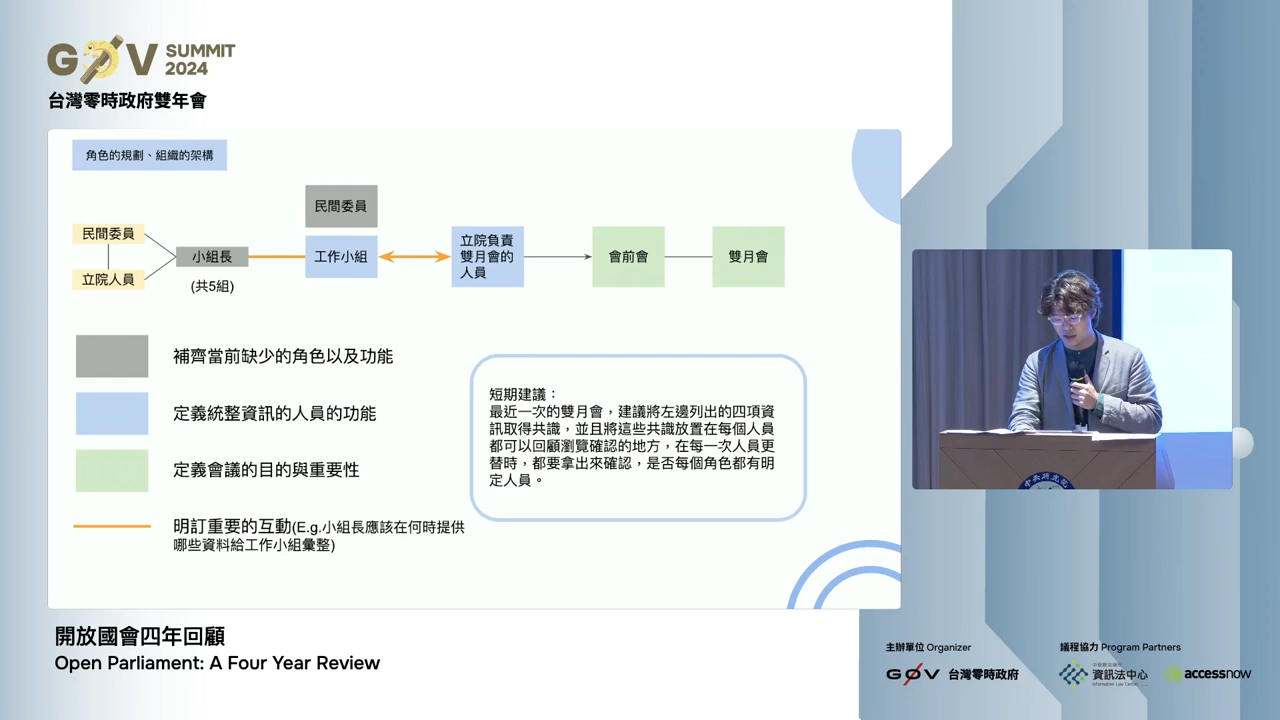 G0V SUMMIT 2024
台灣零時政府雙年會
角色的規劃、組織的架構
民間委員
立院人員
小組長
(共5組)
民間委員
工作小組
立院負責
雙月會的
人員
會前會
雙月會
補齊當前缺少的角色以及功能
定義統整資訊的人員的功能
定義會議的目的與重要性
明訂重要的互動(E.g.小組長應該在何時提供
哪些資料給工作小組彙整)
短期建議：
最近一次的雙月會，建議將左邊列出的四項資
訊取得共識，並且將這些共識放置在每個人員
都可以回顧瀏覽確認的地方，在每一次人員更
替時，都要拿出來確認，是否每個角色都有明
定人員。
中央研究院
開放國會四年回顧
Open Parliament: A Four Year Review
主辦單位 Organizer
G0V 台灣零時政府
議程協力 Program Partners
資訊法中心
Information Law Center
accessnow